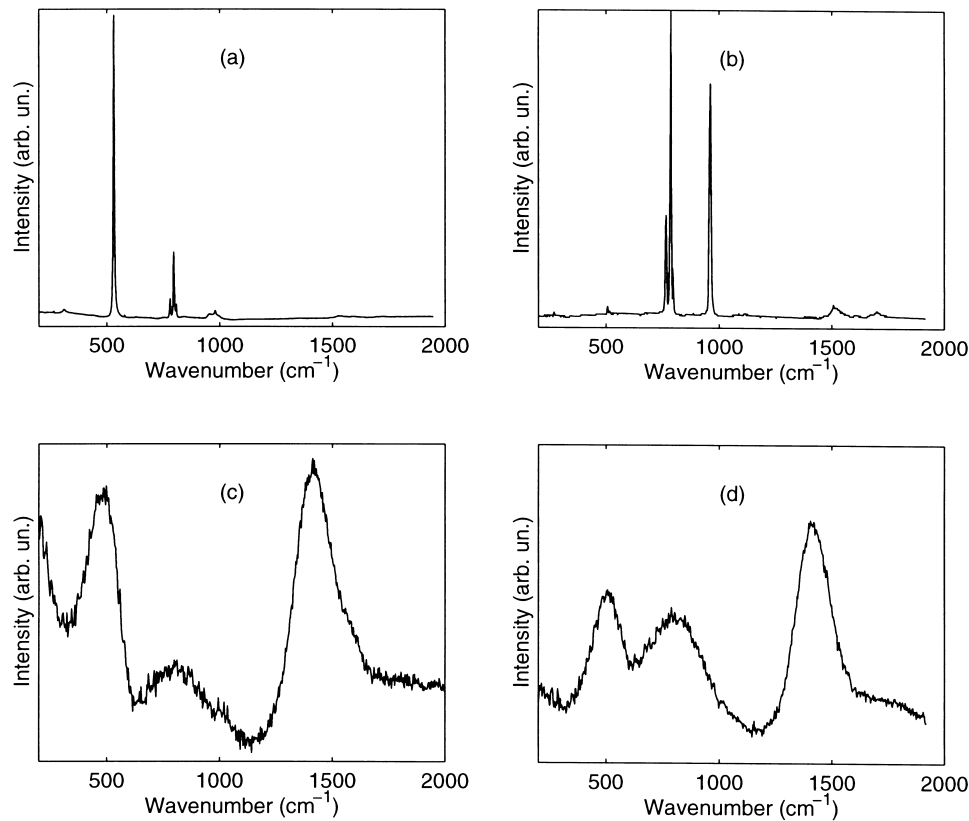 (a)
Intensity (arb. un.)
500 1000 1500 2000
Wavenumber (cm⁻¹)
(b)
Intensity (arb. un.)
500 1000 1500 2000
Wavenumber (cm⁻¹)
(c)
Intensity (arb. un.)
500 1000 1500 2000
Wavenumber (cm⁻¹)
(d)
Intensity (arb. un.)
500 1000 1500 2000
Wavenumber (cm⁻¹)